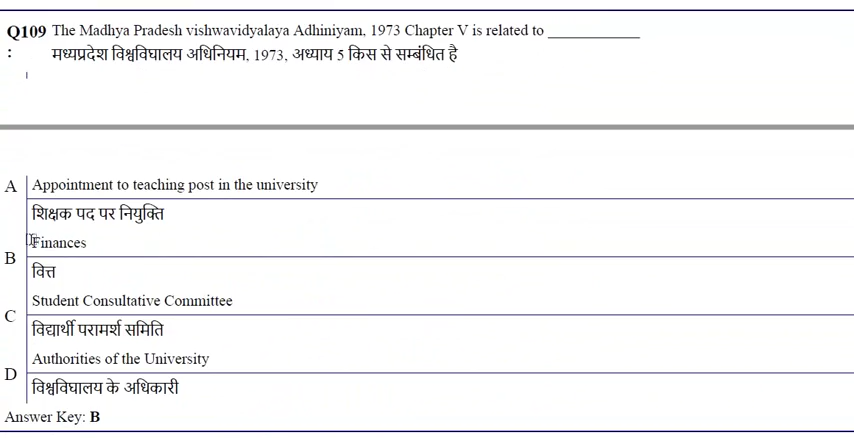 Q109 The Madhya Pradesh vishwavidyalaya Adhiniyam, 1973 Chapter V is related to ____________
: मध्यप्रदेश विश्वविघालय अधिनियम, 1973, अध्याय 5 किस से सम्बंधित है
A Appointment to teaching post in the university
शिक्षक पद पर नियुक्ति
B Finances
वित्त
C Student Consultative Committee
विद्यार्थी परामर्श समिति
D Authorities of the University
विश्वविघालय के अधिकारी
Answer Key: B